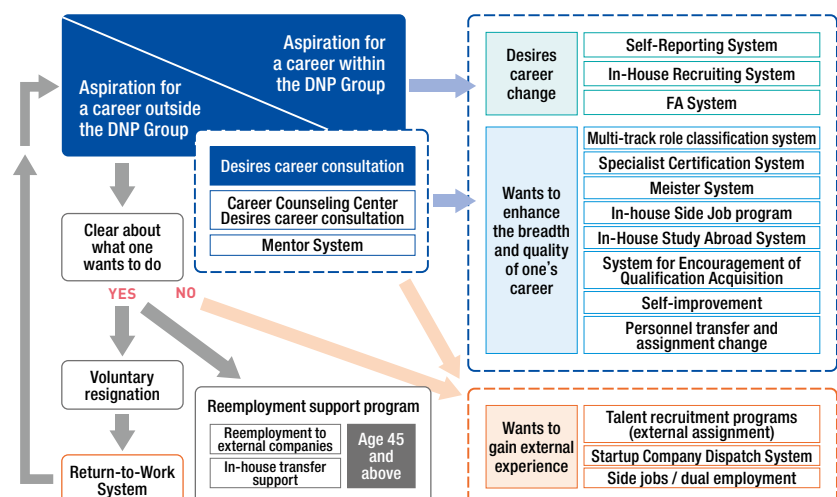 Aspiration for
a career within
the DNP Group
Aspiration for
a career outside
the DNP Group
Desires career consultation
Career Counseling Center
Desires career consultation
Mentor System
Clear about
what one
wants to do
YES
NO
Voluntary
resignation
Return-to-Work
System
Reemployment support program
Reemployment to
external companies
In-house transfer
support
Age 45
and
above
Desires
career
change
Self-Reporting System
In-House Recruiting System
FA System
Wants to
enhance
the breadth
and quality
of one's
career
Multi-track role classification system
Specialist Certification System
Meister System
In-house Side Job program
In-House Study Abroad System
System for Encouragement of
Qualification Acquisition
Self-improvement
Personnel transfer and
assignment change
Wants to
gain external
experience
Talent recruitment programs
(external assignment)
Startup Company Dispatch System
Side jobs / dual employment